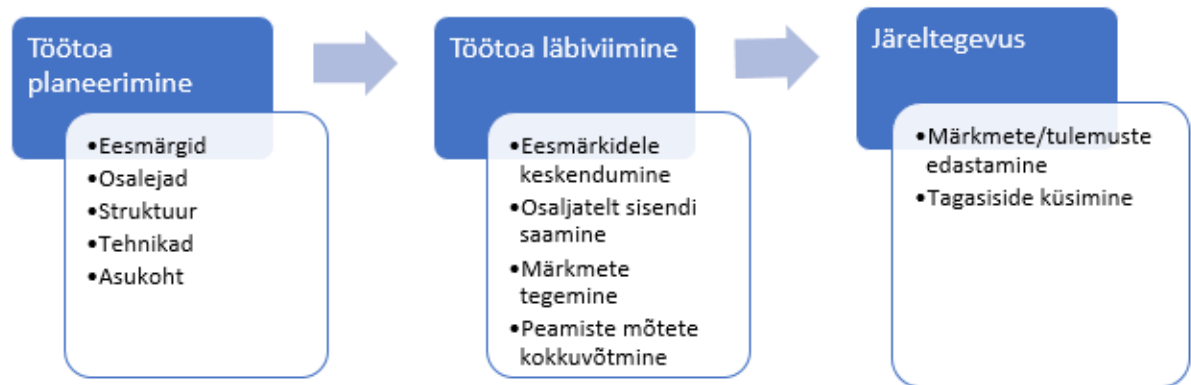 Töötoa
planeerimine
•Eesmärgid
•Osalejad
•Struktuur
•Tehnikad
•Asukoht
Töötoa läbiviimine
•Eesmärkidele
keskendumine
•Osaljatelt sisendi
saamine
•Märkmete
tegemine
•Peamiste mõtete
kokkuvõtmine
Järeltegevus
•Märkmete/tulemuste
edastamine
•Tagasiside küsimine